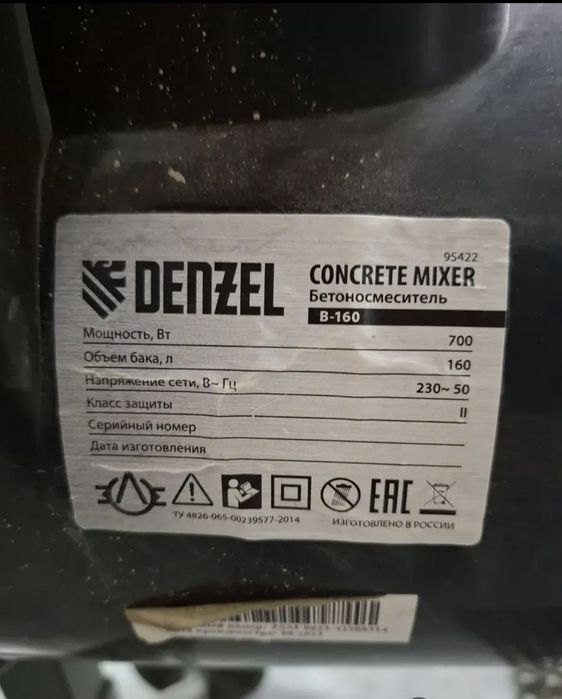 95422
DENZEL
CONCRETE MIXER
Бетоносмеситель
B-160
Мощность, Вт 700
Объем бака, л 160
Напряжение сети, В~ Гц 230~ 50
Класс защиты II
Серийный номер
Дата изготовления
EAC
ТУ 4826-065-00239577-2014
ИЗГОТОВЛЕНО В РОССИИ